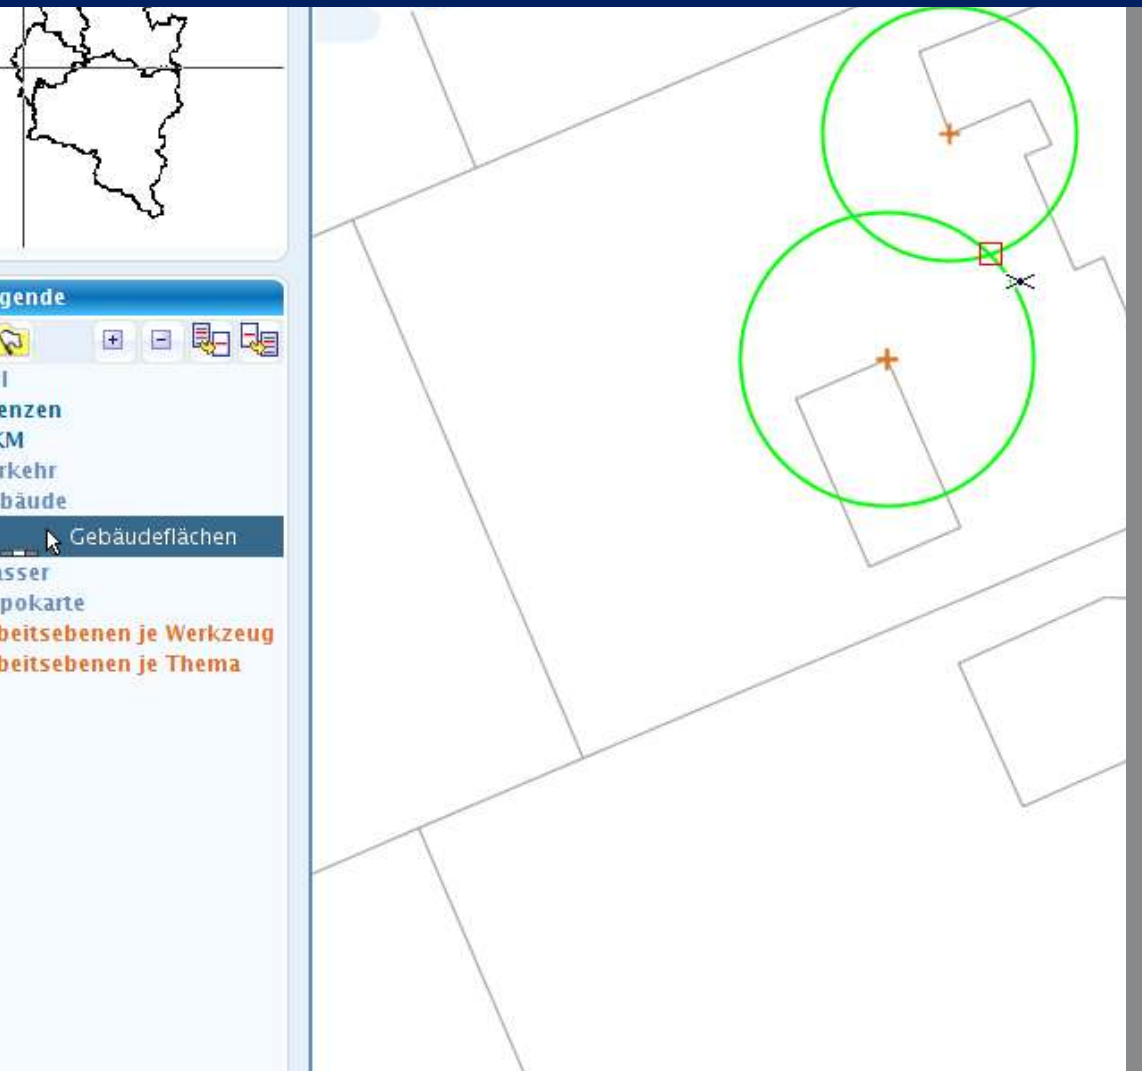 gende
l
enzen
KM
rkehr
bäude
Gebäudeflächen
sser
pokarte
beitsebenen je Werkzeug
beitsebenen je Thema